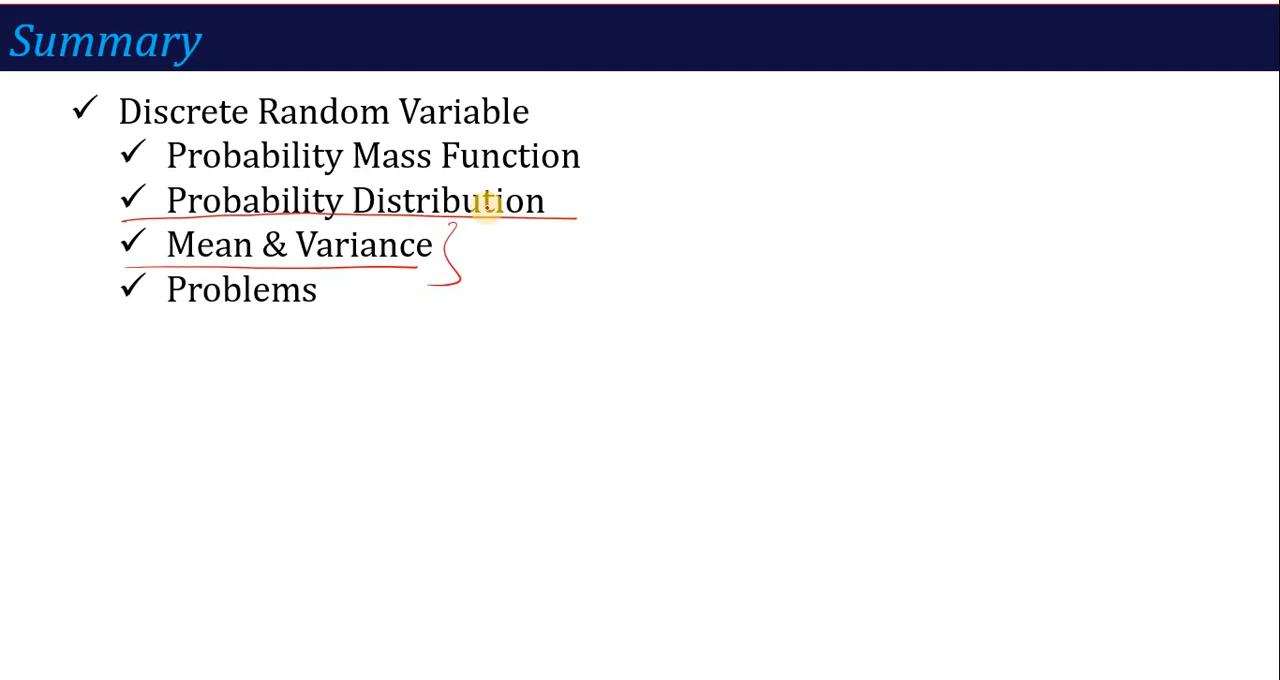 Summary
✓ Discrete Random Variable
✓ Probability Mass Function
✓ Probability Distribution
✓ Mean & Variance
✓ Problems